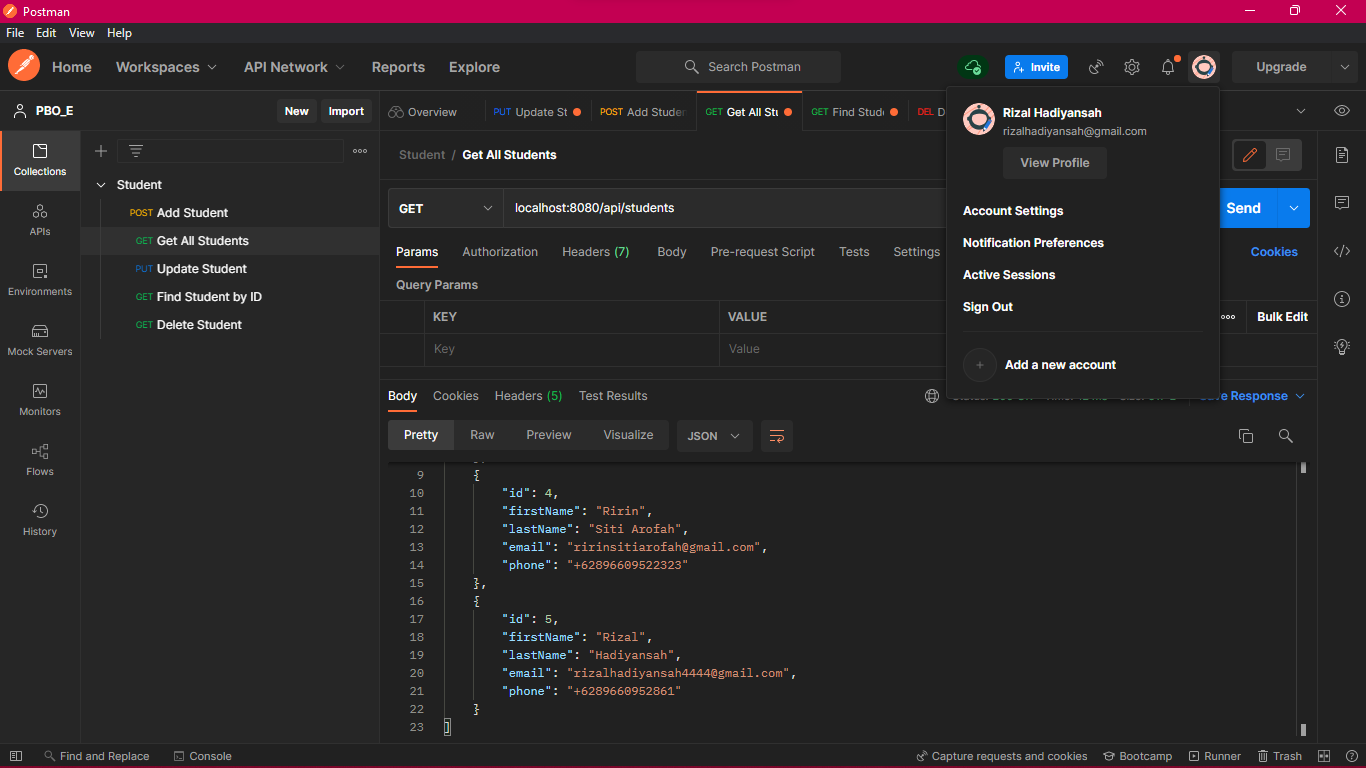 Postman
File Edit View Help
Home Workspaces API Network Reports Explore Search Postman Invite Upgrade
PBO_E New Import Overview PUT Update St POST Add Studen GET Get All Stu GET Find Stude DEL D
Rizal Hadiyansah
rizalhadiyansah@gmail.com
View Profile
Account Settings
Notification Preferences
Active Sessions
Sign Out
Add a new account
Collections
APIs
Environments
Mock Servers
Monitors
Flows
History
Student
POST Add Student
GET Get All Students
PUT Update Student
GET Find Student by ID
GET Delete Student
Student / Get All Students
GET localhost:8080/api/students Send
Params Authorization Headers (7) Body Pre-request Script Tests Settings Cookies
Query Params
KEY VALUE Bulk Edit
Key Value
Body Cookies Headers (5) Test Results Response
Pretty Raw Preview Visualize JSON
9 {
10 "id": 4,
11 "firstName": "Ririn",
12 "lastName": "Siti Arofah",
13 "email": "ririnsitiarofah@gmail.com",
14 "phone": "+62896609522323"
15 },
16 {
17 "id": 5,
18 "firstName": "Rizal",
19 "lastName": "Hadiyansah",
20 "email": "rizalhadiyansah4444@gmail.com",
21 "phone": "+6289660952861"
22 }
23 ]
Find and Replace Console Capture requests and cookies Bootcamp Runner Trash